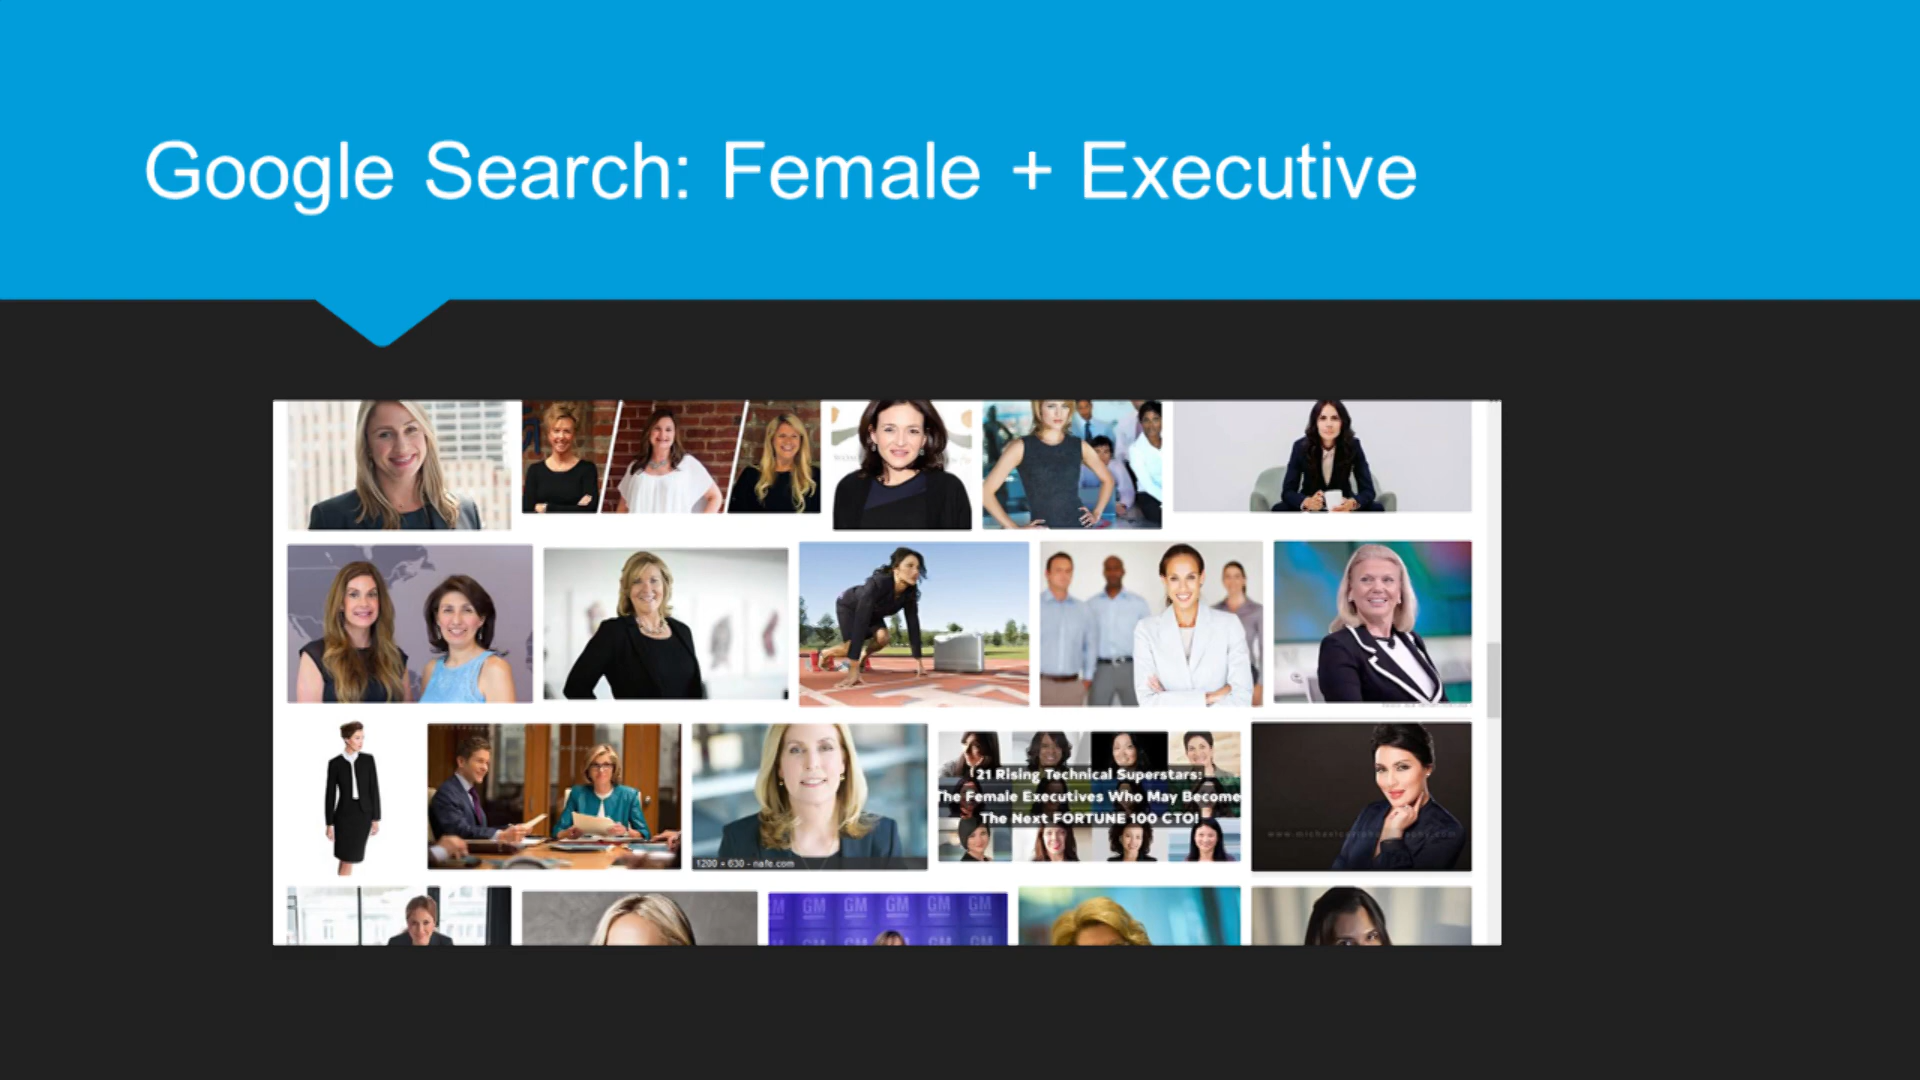 Google Search: Female + Executive
21 Rising Technical Superstars:
The Female Executives Who May Become
The Next FORTUNE 100 CTO!
1200 × 630 - nafe.com
GM GM GM GM GM